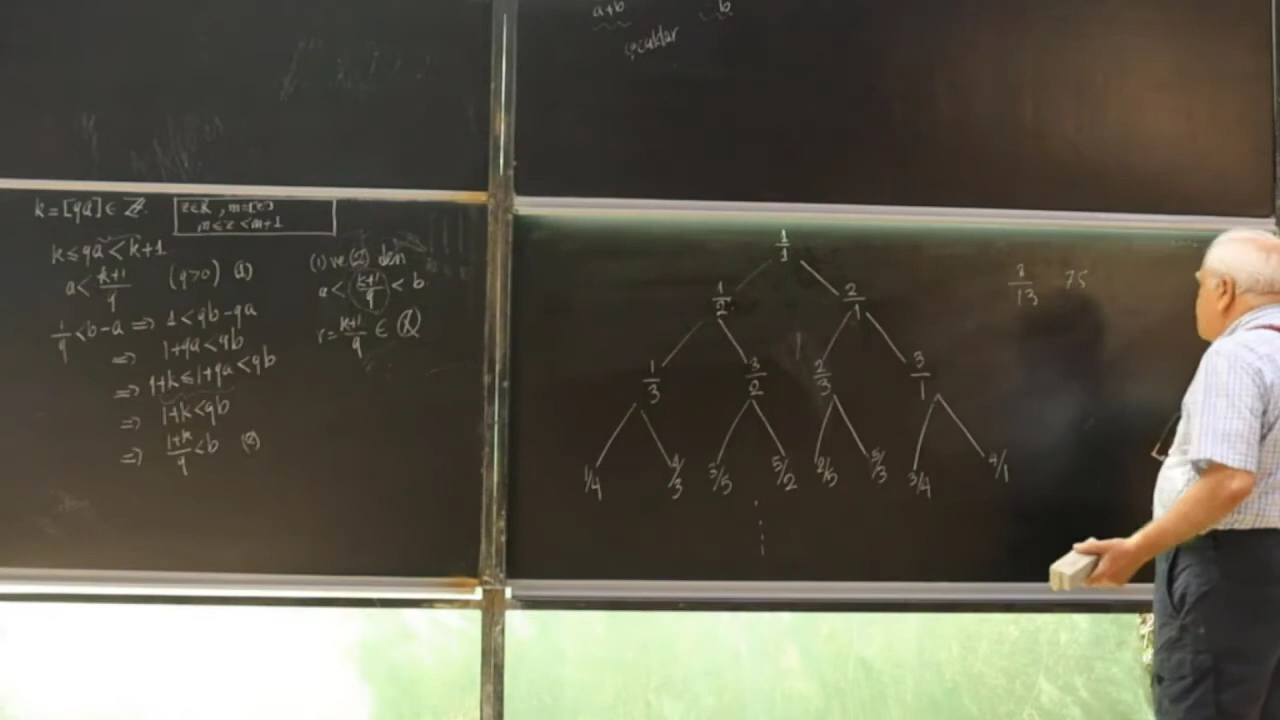 a+b b
çocuklar
k = [qa] ∈ ℤ.
z∈ℝ, m=[z]
m≤z<m+1
k ≤ qa < k+1
a < (k+1)/q (q>0) (1)
1/q < b-a ⇒ 1 < qb-qa
⇒ 1+qa < qb
⇒ 1+k ≤ 1+qa < qb
⇒ 1+k < qb
⇒ (1+k)/q < b (2)
(1) ve (2) den
a < (k+1)/q < b
r = (k+1)/q ∈ ℚ
1/1
1/2 2/1
1/3 3/2 2/3 3/1
1/4 4/3 3/5 5/2 2/5 5/3 3/4 4/1
/13 75